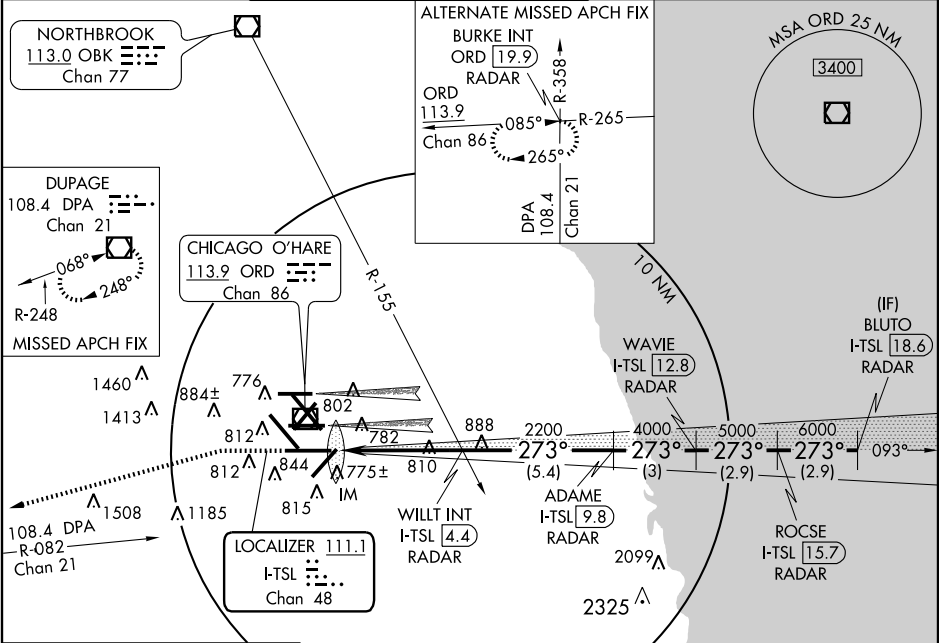 NORTHBROOK
113.0 OBK
Chan 77
ALTERNATE MISSED APCH FIX
BURKE INT
ORD 19.9
RADAR
R-358
ORD
113.9
Chan 86
085°
R-265
265°
DPA
108.4
Chan 21
MSA ORD 25 NM
3400
DUPAGE
108.4 DPA
Chan 21
068°
248°
R-248
MISSED APCH FIX
CHICAGO O'HARE
113.9 ORD
Chan 86
R-155
10 NM
(IF)
BLUTO
I-TSL 18.6
RADAR
WAVIE
I-TSL 12.8
RADAR
1460
1413
884±
776
802
812
782
888
2200
4000
5000
6000
812
844
775±
810
273°
273°
273°
273°
093°
(5.4)
(3)
(2.9)
(2.9)
815
IM
1508
1185
WILLT INT
I-TSL 4.4
RADAR
ADAME
I-TSL 9.8
RADAR
ROCSE
I-TSL 15.7
RADAR
108.4 DPA
R-082
Chan 21
LOCALIZER 111.1
I-TSL
Chan 48
2099
2325